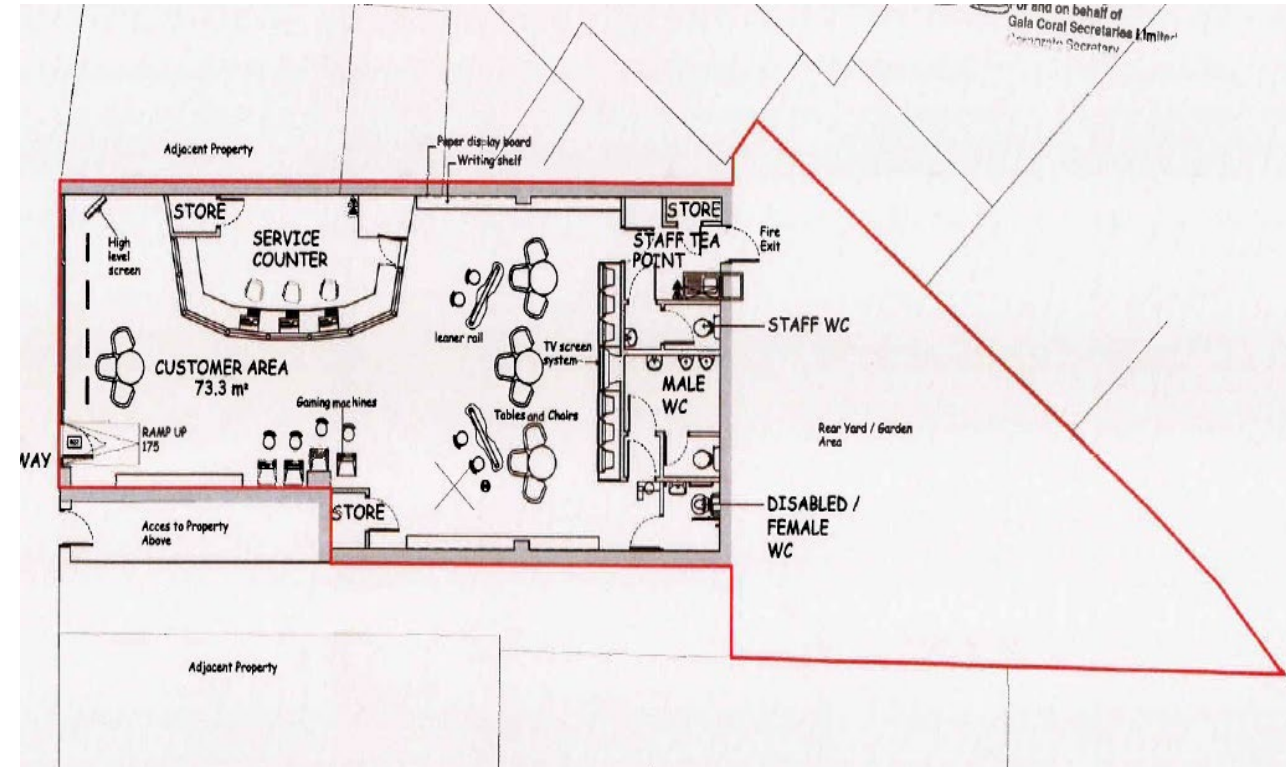 or and on behalf of
Gala Coral Secretaries Limited
Corporate Secretary
Adjacent Property
Paper display board
Writing shelf
STORE
High
level
screen
SERVICE
COUNTER
STORE
STAFF TEA
POINT
Fire
Exit
leaner rail
TV screen
system
STAFF WC
CUSTOMER AREA
73.3 m²
MALE
WC
Gaming machines
Tables and Chairs
RAMP UP
175
WAY
Rear Yard / Garden
Area
STORE
Acces to Property
Above
DISABLED /
FEMALE
WC
Adjacent Property